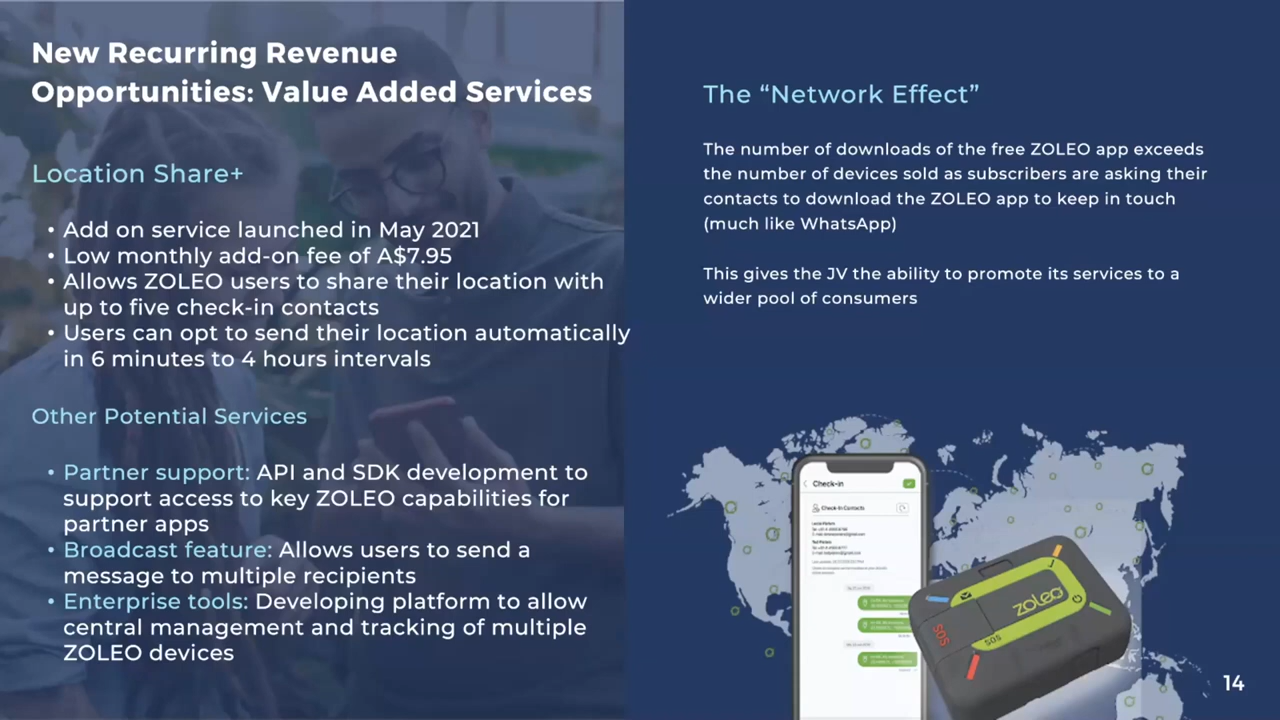 New Recurring Revenue
Opportunities: Value Added Services
Location Share+
• Add on service launched in May 2021
• Low monthly add-on fee of A$7.95
• Allows ZOLEO users to share their location with
up to five check-in contacts
• Users can opt to send their location automatically
in 6 minutes to 4 hours intervals
Other Potential Services
• Partner support: API and SDK development to
support access to key ZOLEO capabilities for
partner apps
• Broadcast feature: Allows users to send a
message to multiple recipients
• Enterprise tools: Developing platform to allow
central management and tracking of multiple
ZOLEO devices
The “Network Effect”
The number of downloads of the free ZOLEO app exceeds
the number of devices sold as subscribers are asking their
contacts to download the ZOLEO app to keep in touch
(much like WhatsApp)
This gives the JV the ability to promote its services to a
wider pool of consumers
Check-in
Check-In Contacts
zoleo
SOS
SOS
14